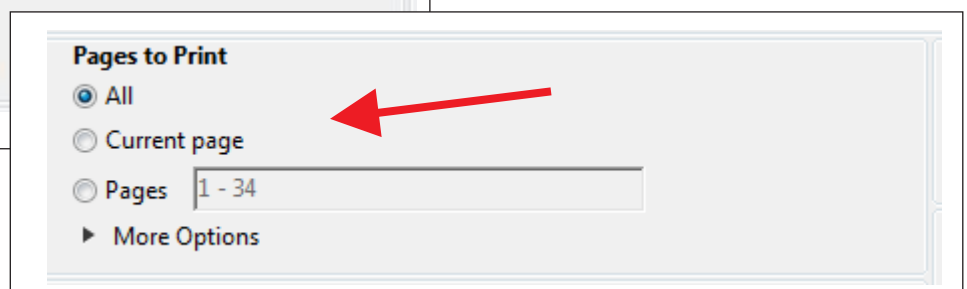 Pages to Print
All
Current page
Pages 1 - 34
More Options